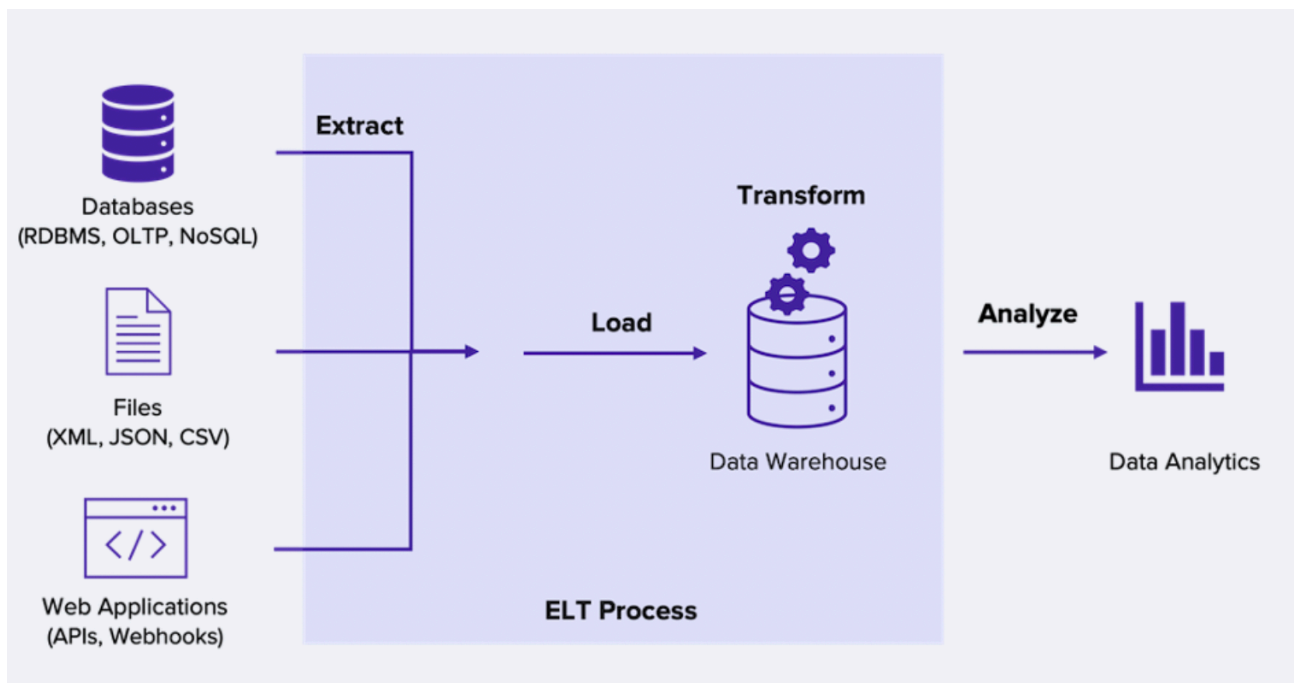 Extract
Databases
(RDBMS, OLTP, NoSQL)
Files
(XML, JSON, CSV)
Web Applications
(APIs, Webhooks)
Load
Transform
Data Warehouse
ELT Process
Analyze
Data Analytics